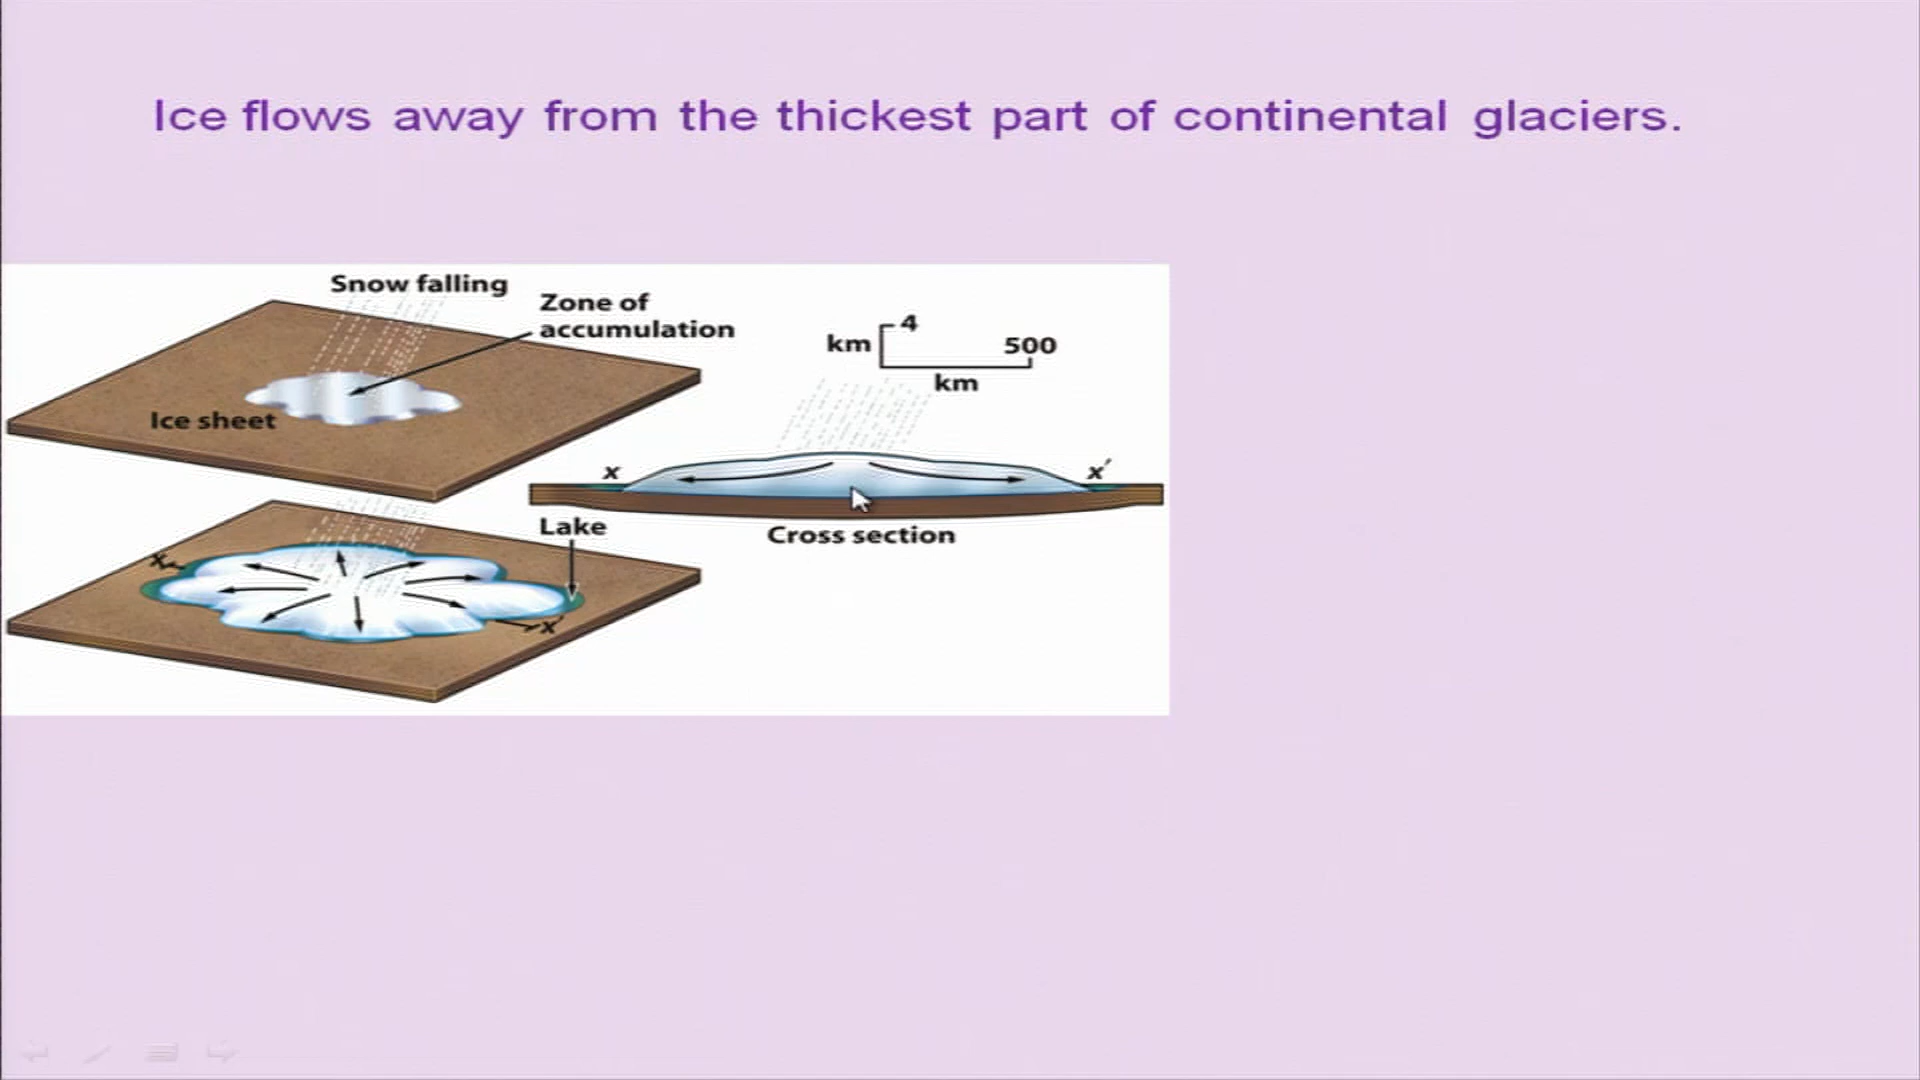 Ice flows away from the thickest part of continental glaciers.
Snow falling
Zone of
accumulation
Ice sheet
km
4
500
km
x
x′
Cross section
Lake
x
x′